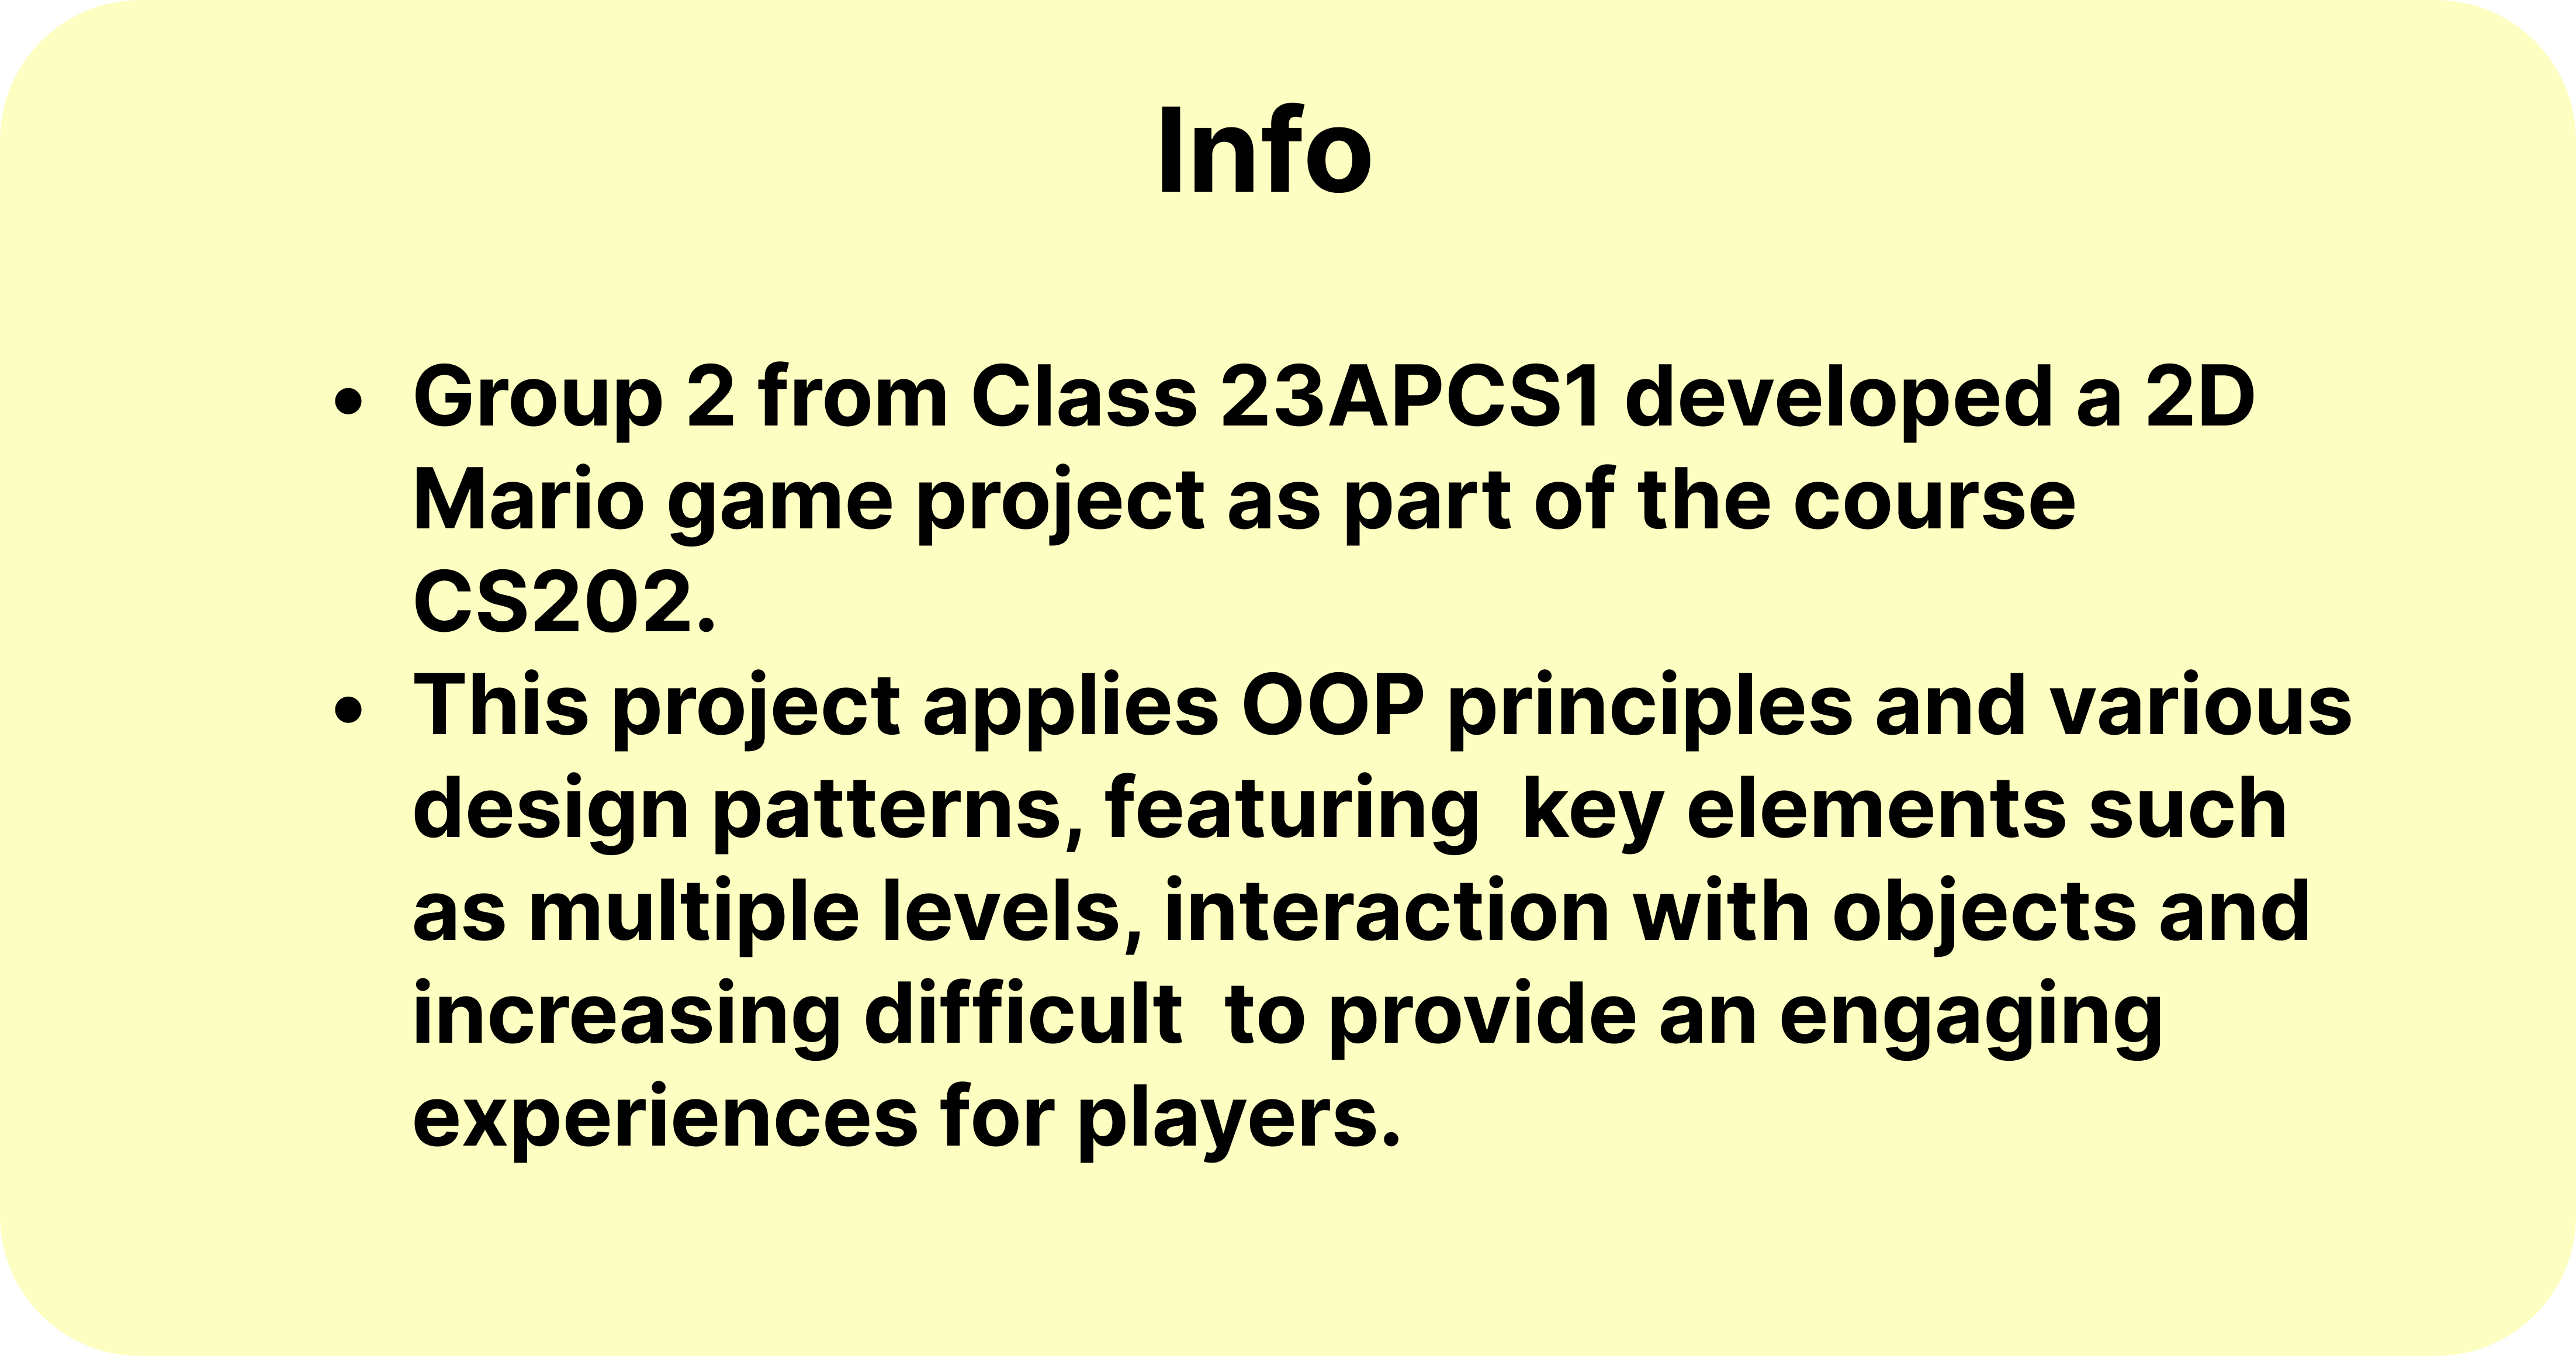 Info
• Group 2 from Class 23APCS1 developed a 2D
Mario game project as part of the course
CS202.
• This project applies OOP principles and various
design patterns, featuring  key elements such
as multiple levels, interaction with objects and
increasing difficult  to provide an engaging
experiences for players.